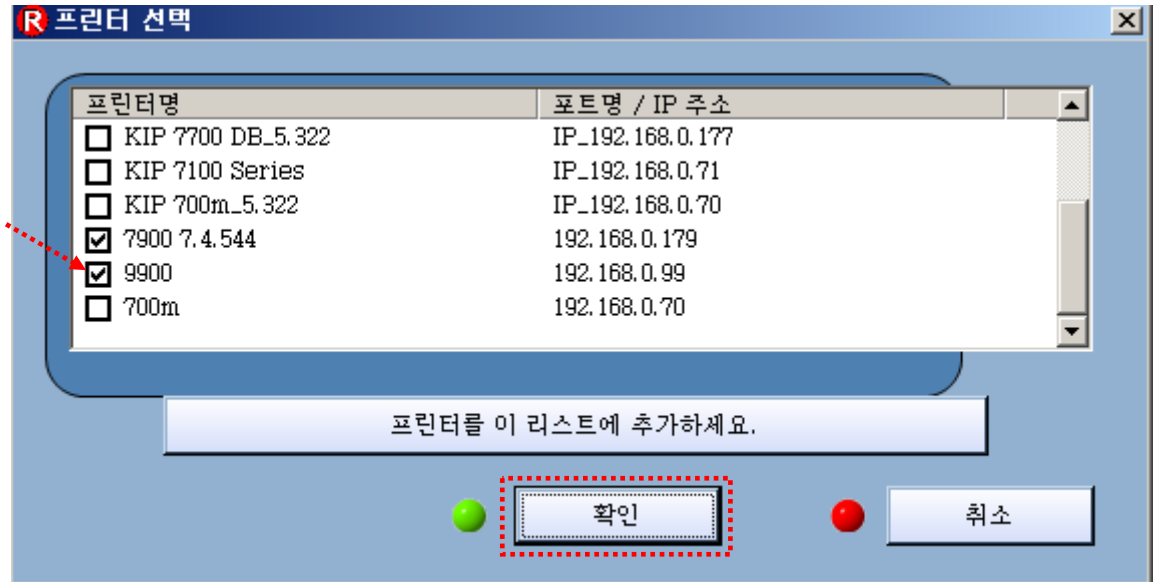 R 프린터 선택
프린터명 포트명 / IP 주소
KIP 7700 DB_5.322 IP_192.168.0.177
KIP 7100 Series IP_192.168.0.71
KIP 700m_5.322 IP_192.168.0.70
7900 7.4.544 192.168.0.179
9900 192.168.0.99
700m 192.168.0.70
프린터를 이 리스트에 추가하세요.
확인 취소